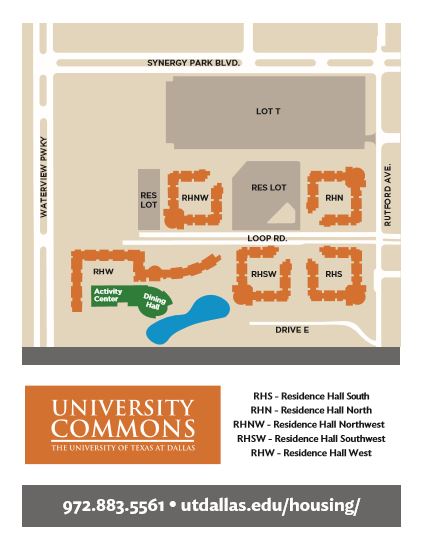 SYNERGY PARK BLVD.
WATERVIEW PKWY
LOT T
RUTFORD AVE.
RES
LOT
RHNW
RES LOT
RHN
LOOP RD.
RHW
RHSW
RHS
Activity
Center
Dining
Hall
DRIVE E
UNIVERSITY
COMMONS
THE UNIVERSITY OF TEXAS AT DALLAS
RHS – Residence Hall South
RHN – Residence Hall North
RHNW – Residence Hall Northwest
RHSW – Residence Hall Southwest
RHW – Residence Hall West
972.883.5561 • utdallas.edu/housing/